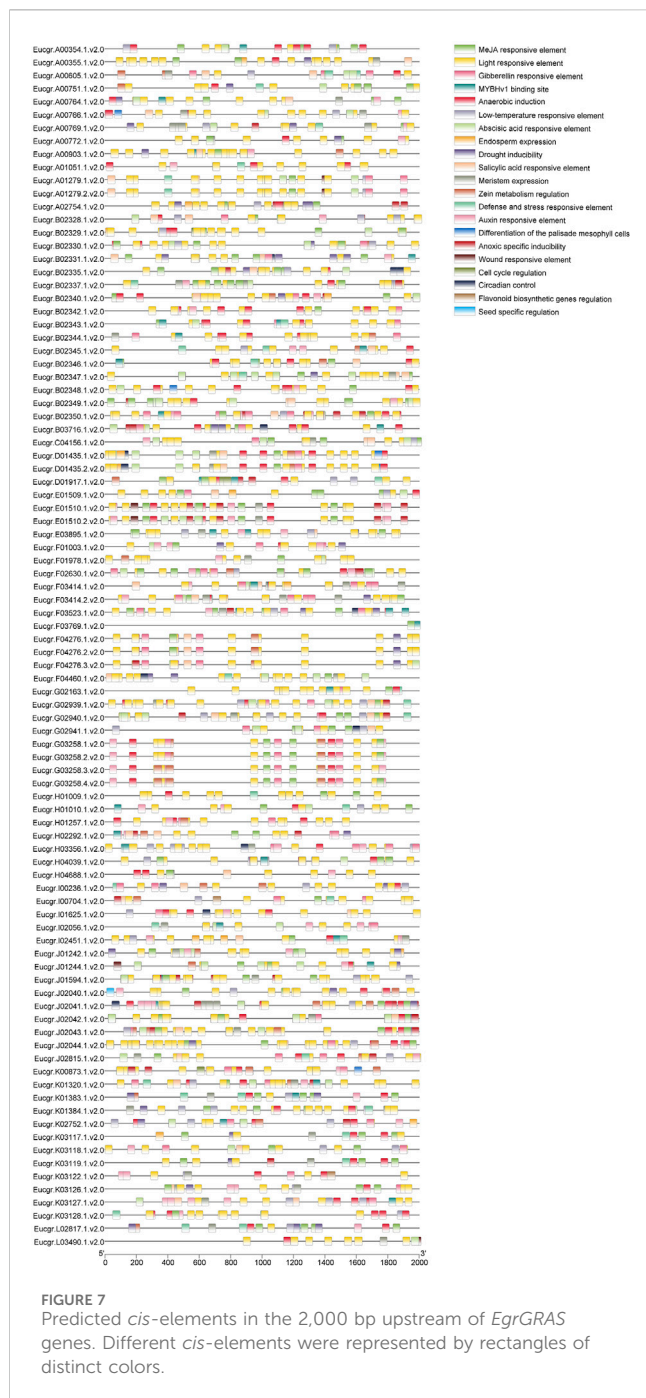 Eucgr.A00354.1.v2.0
Eucgr.A00355.1.v2.0
Eucgr.A00605.1.v2.0
Eucgr.A00751.1.v2.0
Eucgr.A00764.1.v2.0
Eucgr.A00766.1.v2.0
Eucgr.A00769.1.v2.0
Eucgr.A00772.1.v2.0
Eucgr.A00903.1.v2.0
Eucgr.A01051.1.v2.0
Eucgr.A01279.1.v2.0
Eucgr.A01279.2.v2.0
Eucgr.A02754.1.v2.0
Eucgr.B02328.1.v2.0
Eucgr.B02329.1.v2.0
Eucgr.B02330.1.v2.0
Eucgr.B02331.1.v2.0
Eucgr.B02335.1.v2.0
Eucgr.B02337.1.v2.0
Eucgr.B02340.1.v2.0
Eucgr.B02342.1.v2.0
Eucgr.B02343.1.v2.0
Eucgr.B02344.1.v2.0
Eucgr.B02345.1.v2.0
Eucgr.B02346.1.v2.0
Eucgr.B02347.1.v2.0
Eucgr.B02348.1.v2.0
Eucgr.B02349.1.v2.0
Eucgr.B02350.1.v2.0
Eucgr.B03716.1.v2.0
Eucgr.C04156.1.v2.0
Eucgr.D01435.1.v2.0
Eucgr.D01435.2.v2.0
Eucgr.D01917.1.v2.0
Eucgr.E01509.1.v2.0
Eucgr.E01510.1.v2.0
Eucgr.E01510.2.v2.0
Eucgr.E03895.1.v2.0
Eucgr.F01003.1.v2.0
Eucgr.F01978.1.v2.0
Eucgr.F02630.1.v2.0
Eucgr.F03414.1.v2.0
Eucgr.F03414.2.v2.0
Eucgr.F03523.1.v2.0
Eucgr.F03769.1.v2.0
Eucgr.F04276.1.v2.0
Eucgr.F04276.2.v2.0
Eucgr.F04276.3.v2.0
Eucgr.F04460.1.v2.0
Eucgr.G02163.1.v2.0
Eucgr.G02939.1.v2.0
Eucgr.G02940.1.v2.0
Eucgr.G02941.1.v2.0
Eucgr.G03258.1.v2.0
Eucgr.G03258.2.v2.0
Eucgr.G03258.3.v2.0
Eucgr.G03258.4.v2.0
Eucgr.H01009.1.v2.0
Eucgr.H01010.1.v2.0
Eucgr.H01257.1.v2.0
Eucgr.H02292.1.v2.0
Eucgr.H03356.1.v2.0
Eucgr.H04039.1.v2.0
Eucgr.H04688.1.v2.0
Eucgr.I00236.1.v2.0
Eucgr.I00704.1.v2.0
Eucgr.I01625.1.v2.0
Eucgr.I02056.1.v2.0
Eucgr.I02451.1.v2.0
Eucgr.J01242.1.v2.0
Eucgr.J01244.1.v2.0
Eucgr.J01594.1.v2.0
Eucgr.J02040.1.v2.0
Eucgr.J02041.1.v2.0
Eucgr.J02042.1.v2.0
Eucgr.J02043.1.v2.0
Eucgr.J02044.1.v2.0
Eucgr.J02815.1.v2.0
Eucgr.K00873.1.v2.0
Eucgr.K01320.1.v2.0
Eucgr.K01383.1.v2.0
Eucgr.K01384.1.v2.0
Eucgr.K02752.1.v2.0
Eucgr.K03117.1.v2.0
Eucgr.K03118.1.v2.0
Eucgr.K03119.1.v2.0
Eucgr.K03122.1.v2.0
Eucgr.K03126.1.v2.0
Eucgr.K03127.1.v2.0
Eucgr.K03128.1.v2.0
Eucgr.L02817.1.v2.0
Eucgr.L03490.1.v2.0
5' 3'
0 200 400 600 800 1000 1200 1400 1600 1800 2000
MeJA responsive element
Light responsive element
Gibberellin responsive element
MYBHv1 binding site
Anaerobic induction
Low-temperature responsive element
Abscisic acid responsive element
Endosperm expression
Drought inducibility
Salicylic acid responsive element
Meristem expression
Zein metabolism regulation
Defense and stress responsive element
Auxin responsive element
Differentiation of the palisade mesophyll cells
Anoxic specific inducibility
Wound responsive element
Cell cycle regulation
Circadian control
Flavonoid biosynthetic genes regulation
Seed specific regulation
FIGURE 7
Predicted cis-elements in the 2,000 bp upstream of EgrGRAS
genes. Different cis-elements were represented by rectangles of
distinct colors.